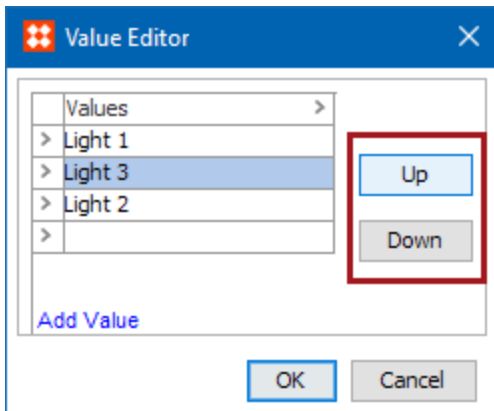 Value Editor
Values
Light 1
Light 3
Light 2
Up
Down
Add Value
OK
Cancel